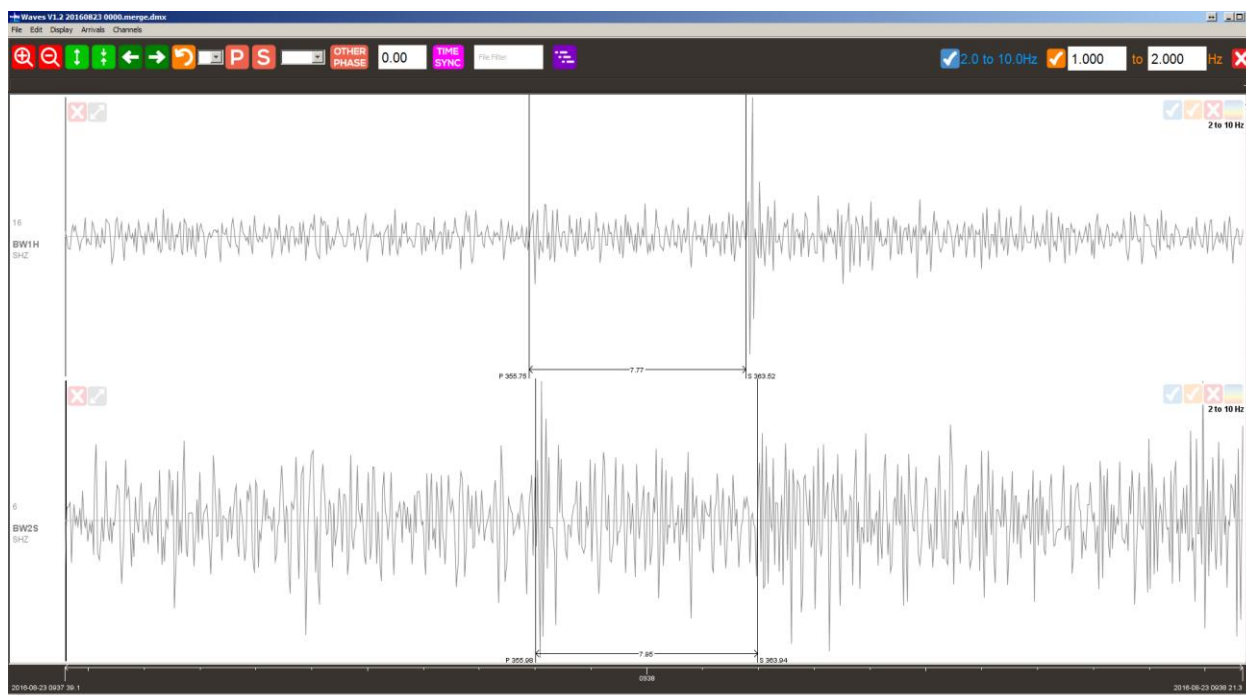 Waves V1.2 20160823 0000.merge.dmx
File Edit Display Arrivals Channels
P S OTHER PHASE 0.00 TIME SYNC File Filter 2.0 to 10.0Hz 1.000 to 2.000 Hz
2 to 10 Hz
16
BW1H
SHZ
7.77
P 355.75 S 363.52
2 to 10 Hz
6
BW2S
SHZ
7.95
P 355.98 S 363.94
0938
2016-08-23 0937 39.1 2016-08-23 0938 21.3